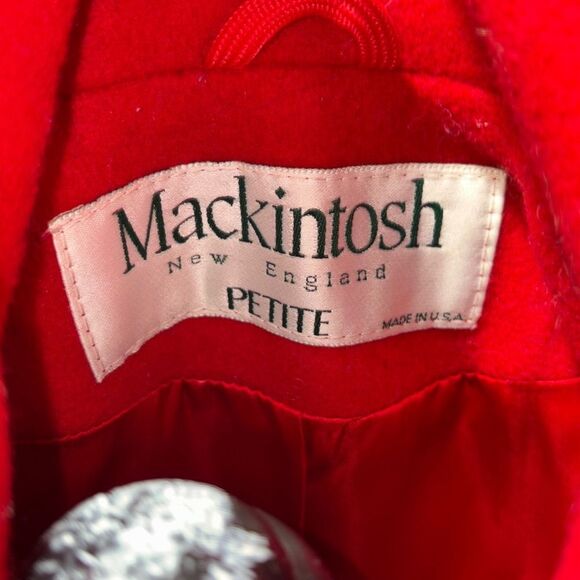 Mackintosh
New England
PETITE
MADE IN U.S.A.